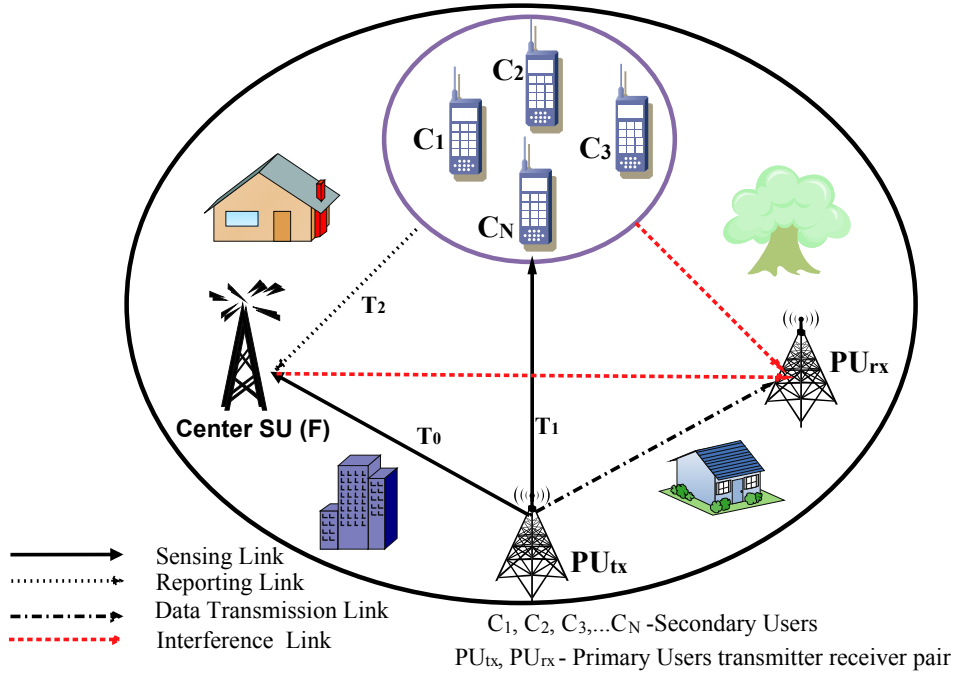 C2
C1
C3
CN
T2
PUrx
Center SU (F)
T0
T1
PUtx
Sensing Link
Reporting Link
Data Transmission Link
Interference Link
C1, C2, C3,...CN -Secondary Users
PUtx, PUrx - Primary Users transmitter receiver pair